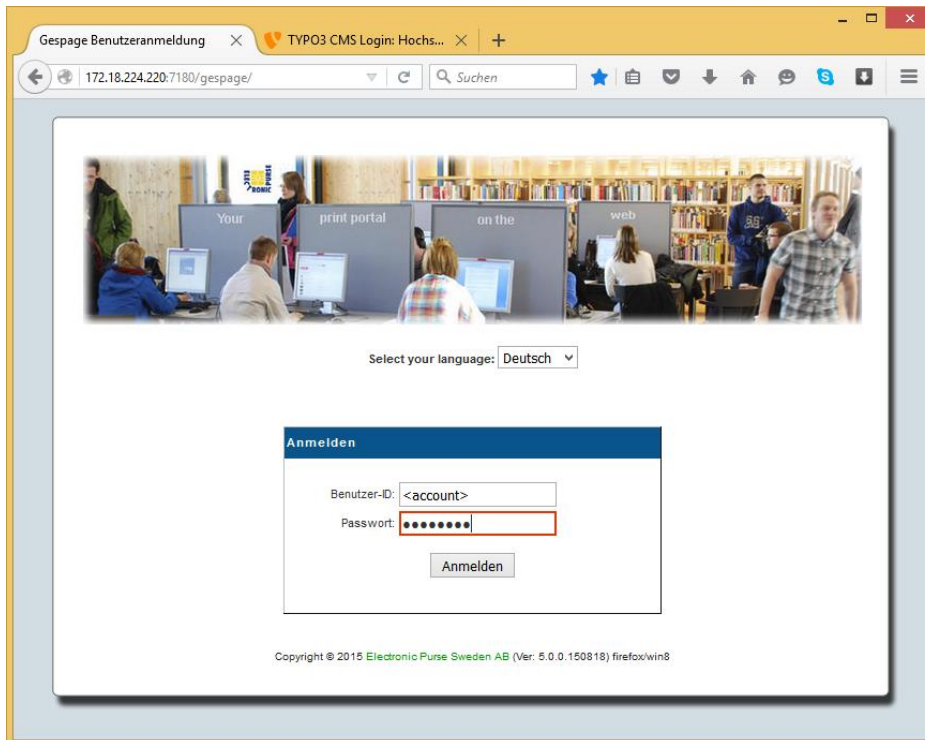 Gespage Benutzeranmeldung
TYPO3 CMS Login: Hochs...
172.18.224.220:7180/gespage/
Suchen
Your print portal on the web
Select your language: Deutsch
Anmelden
Benutzer-ID: <account>
Passwort: ●●●●●●●●
Anmelden
Copyright © 2015 Electronic Purse Sweden AB (Ver: 5.0.0.150818) firefox/win8